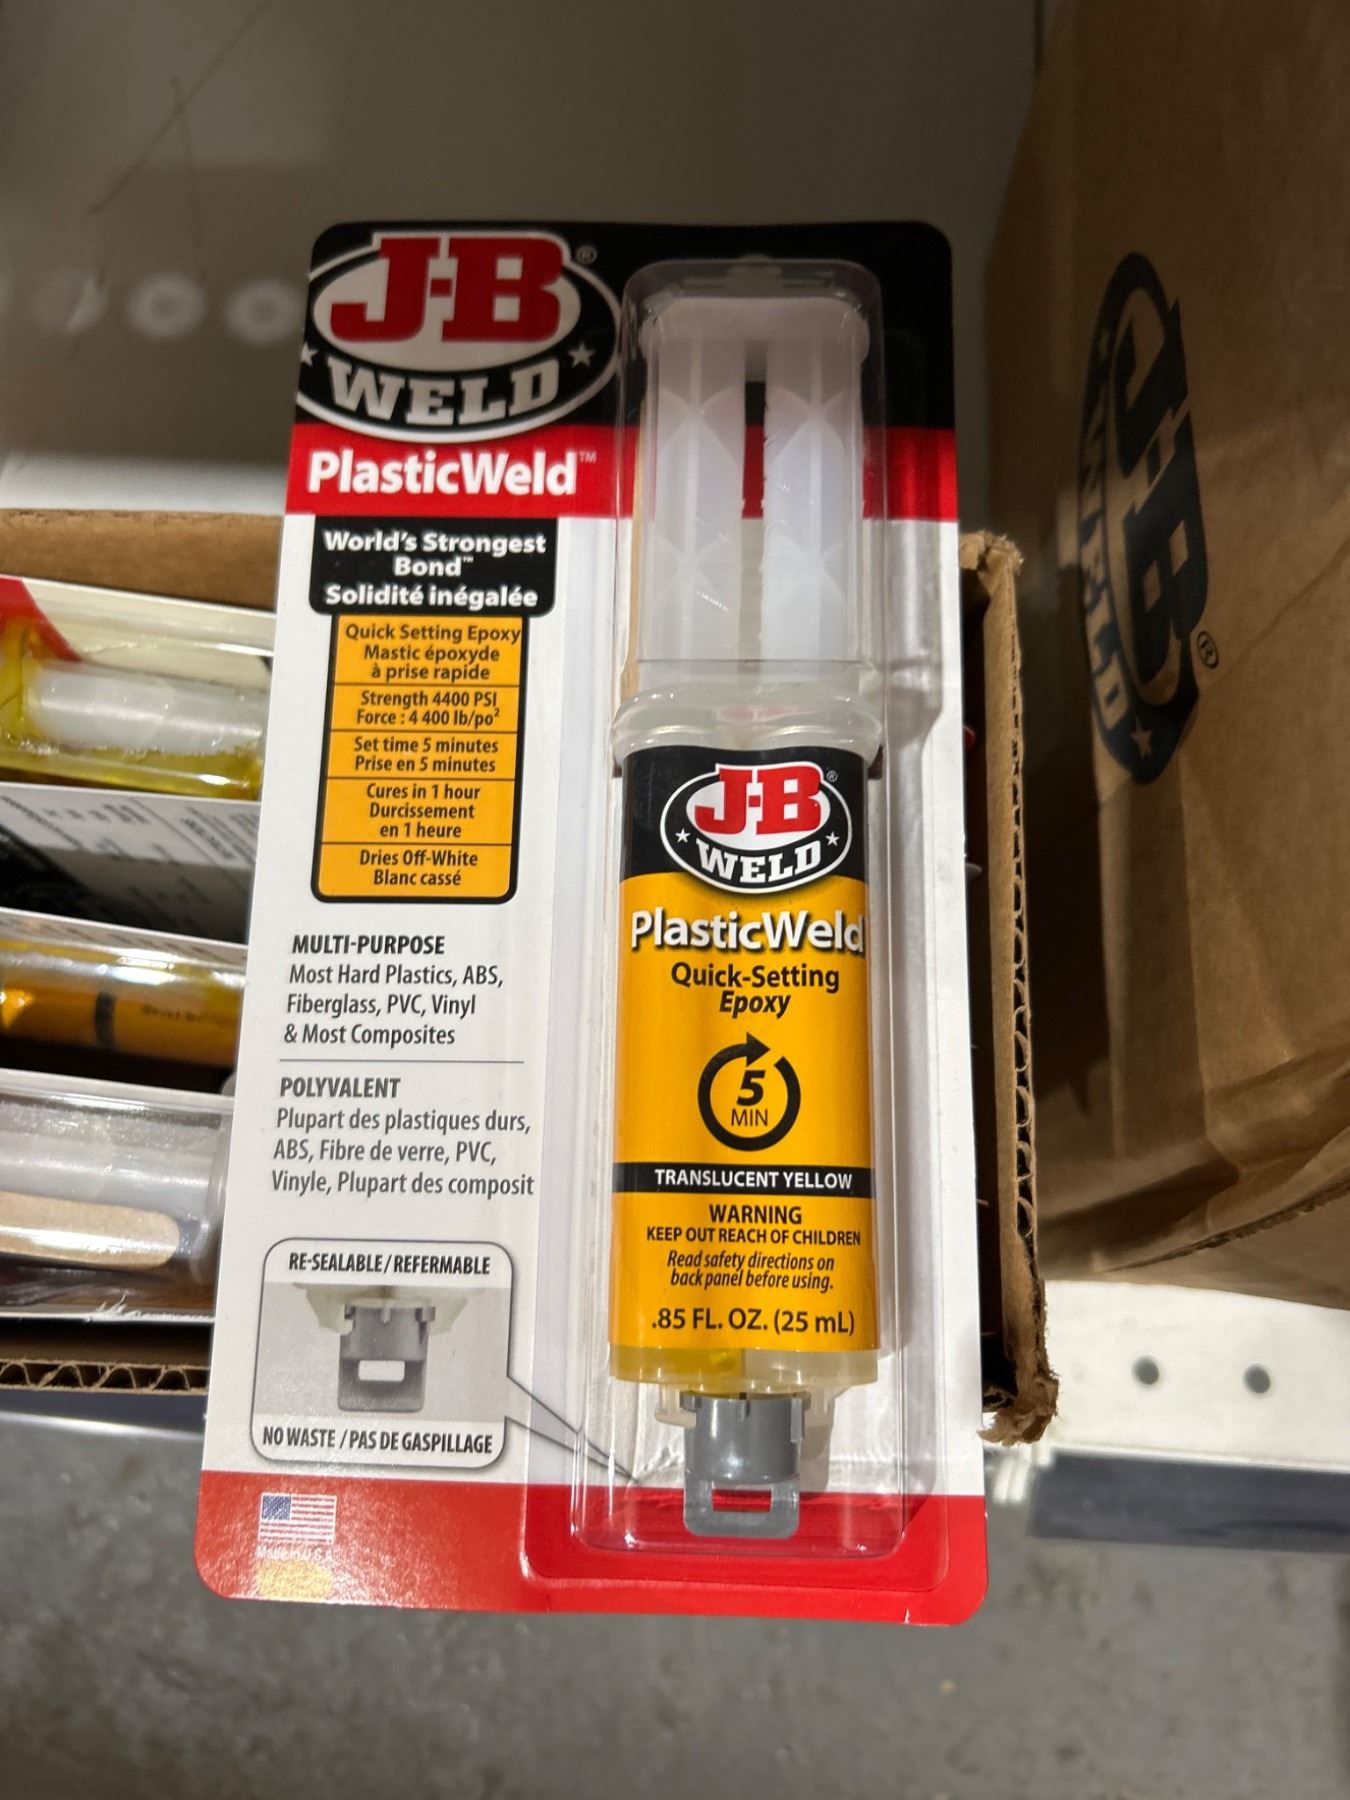 J-B®
WELD
PlasticWeld™
World's Strongest
Bond™
Solidité inégalée
Quick Setting Epoxy
Mastic époxyde
à prise rapide
Strength 4400 PSI
Force : 4 400 lb/po²
Set time 5 minutes
Prise en 5 minutes
Cures in 1 hour
Durcissement
en 1 heure
Dries Off-White
Blanc cassé
MULTI-PURPOSE
Most Hard Plastics, ABS,
Fiberglass, PVC, Vinyl
& Most Composites
POLYVALENT
Plupart des plastiques durs,
ABS, Fibre de verre, PVC,
Vinyle, Plupart des composit
RE-SEALABLE / REFERMABLE
NO WASTE / PAS DE GASPILLAGE
Made in U.S.A.
J-B®
WELD
PlasticWeld
Quick-Setting
Epoxy
5
MIN
TRANSLUCENT YELLOW
WARNING
KEEP OUT REACH OF CHILDREN
Read safety directions on
back panel before using.
.85 FL. OZ. (25 mL)
J-B®
WELD